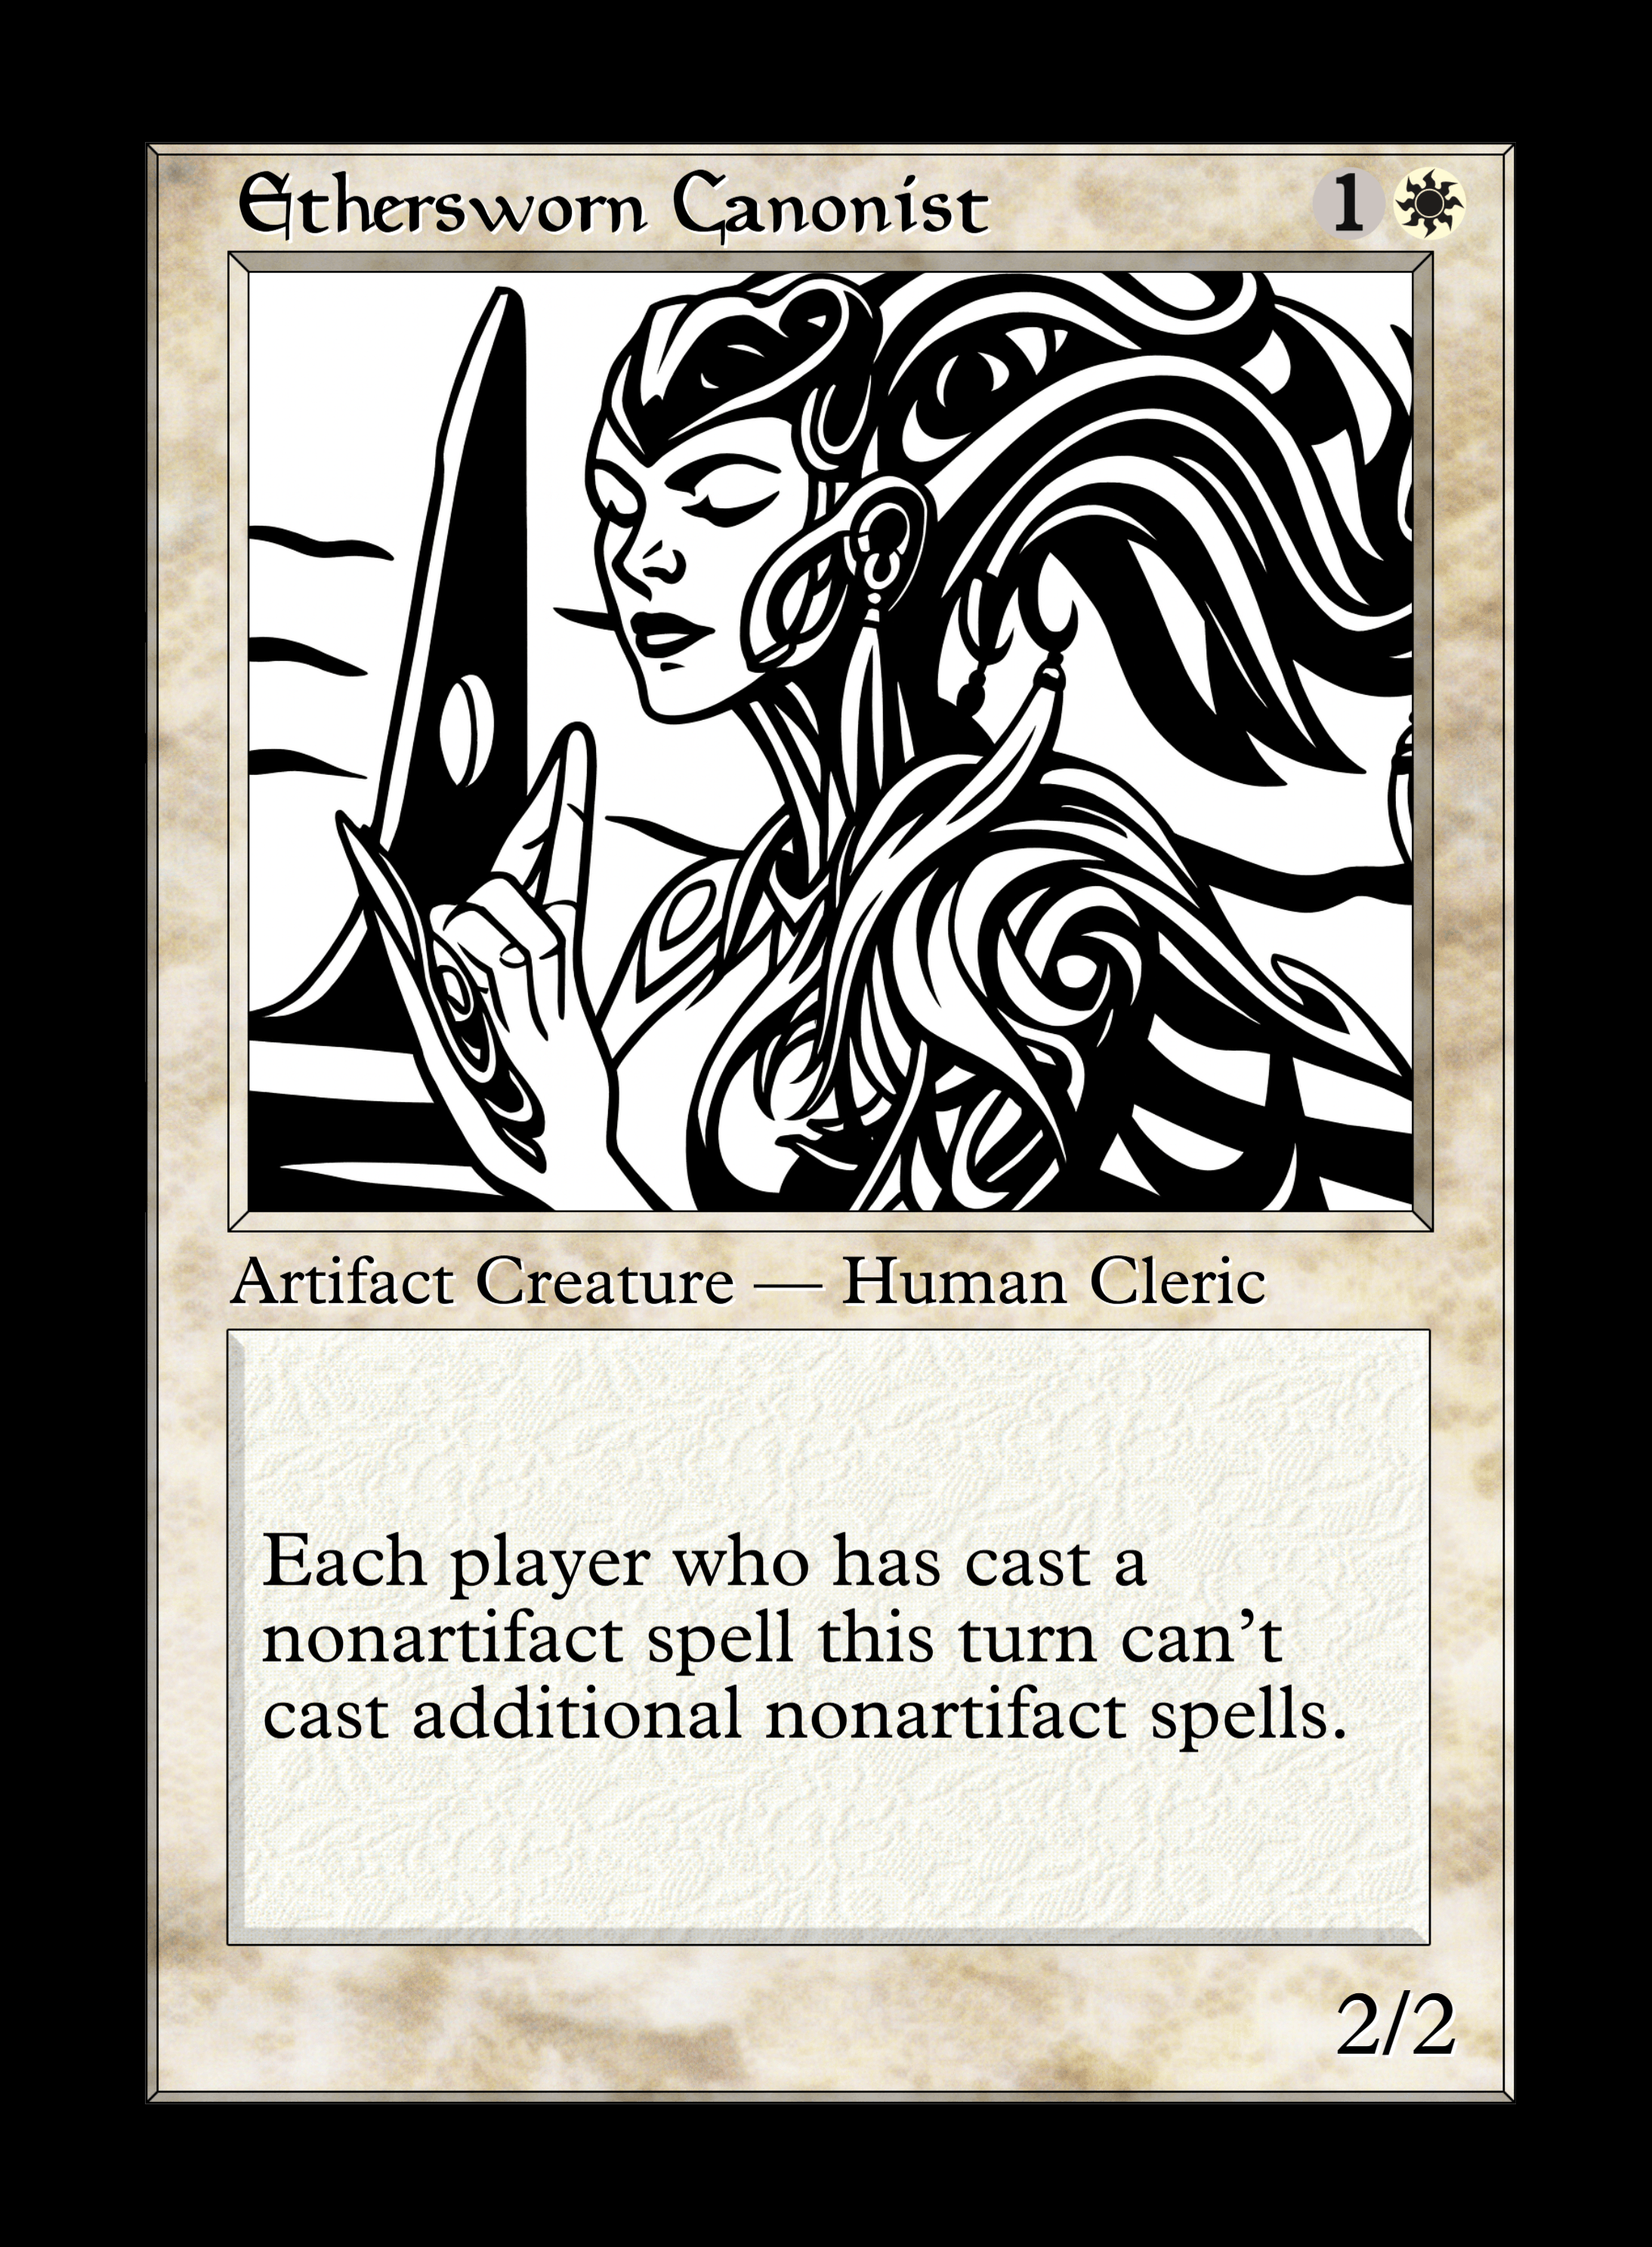 Ethersworn Canonist 1
Artifact Creature — Human Cleric
Each player who has cast a
nonartifact spell this turn can’t
cast additional nonartifact spells.
2/2